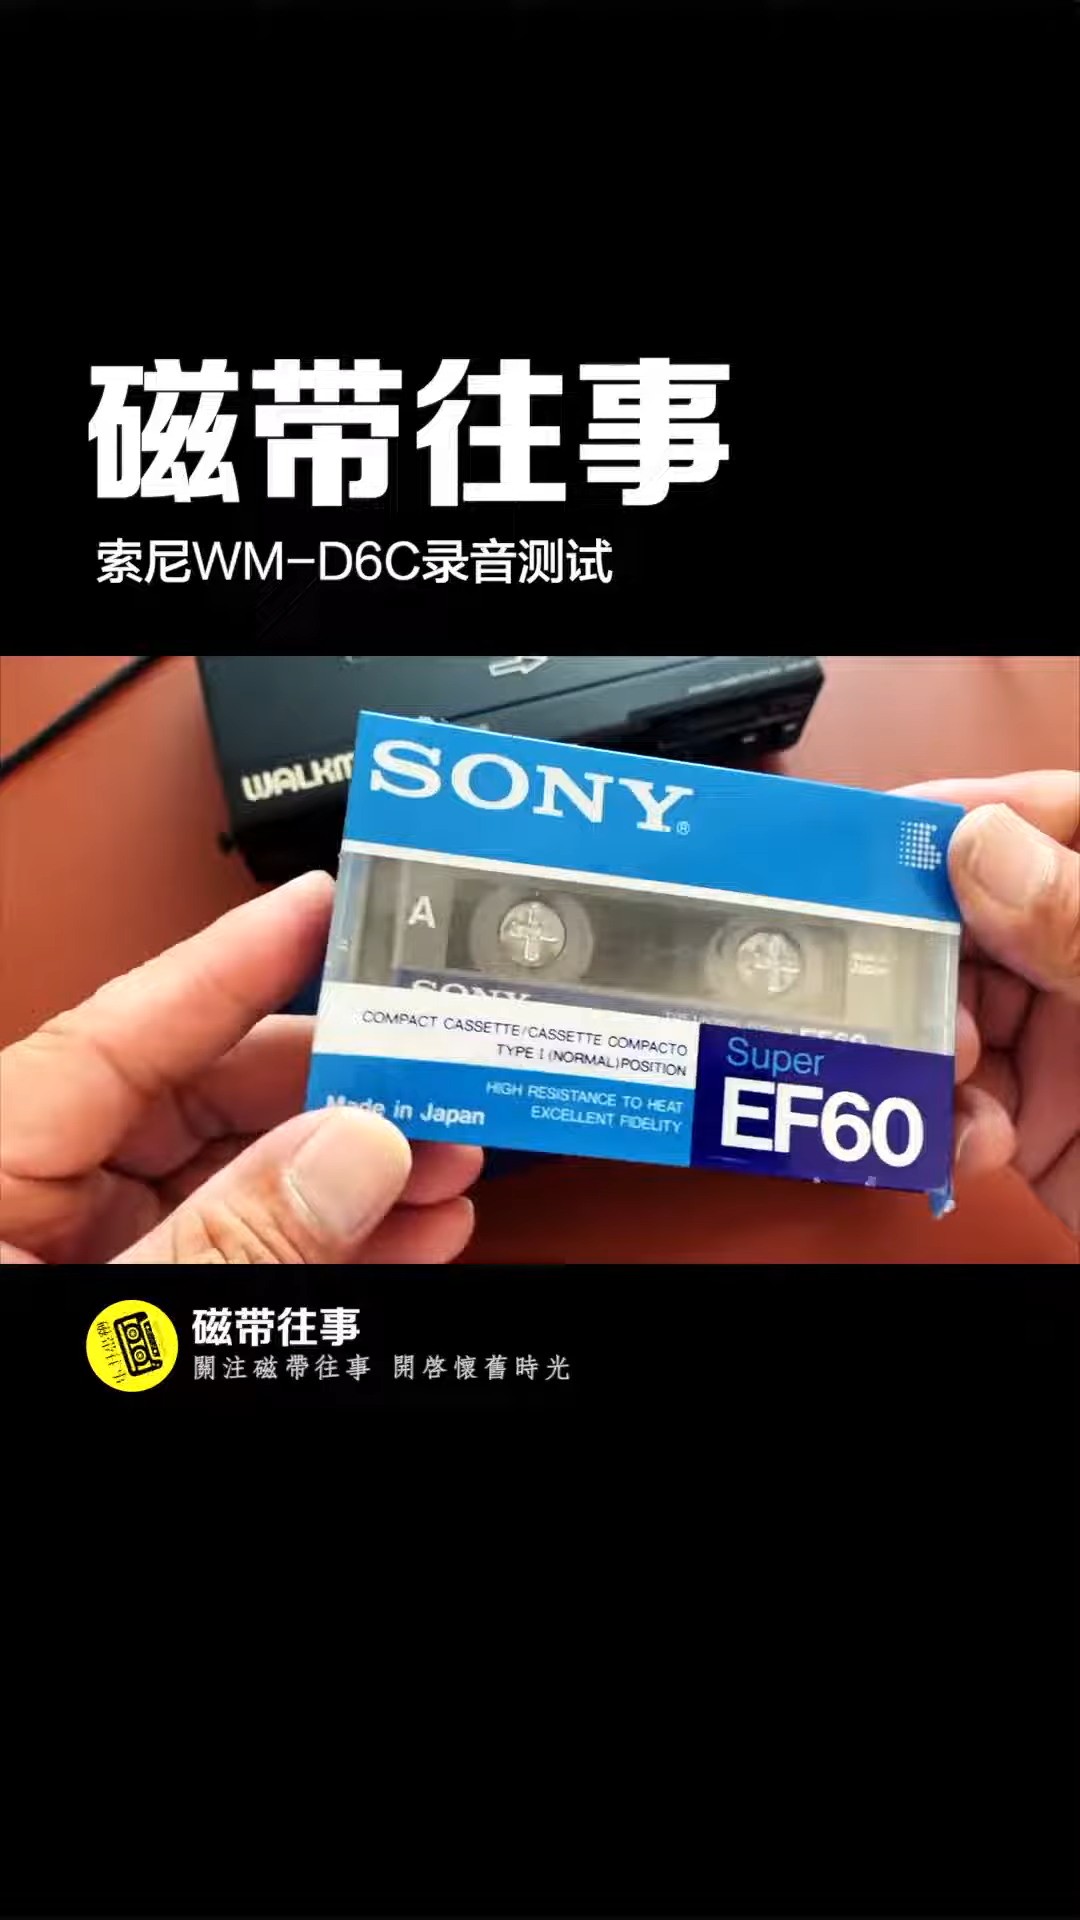 磁带往事
索尼WM-D6C录音测试
WALKM
SONY®
A
SONY
COMPACT CASSETTE/CASSETTE COMPACTO
TYPE I (NORMAL) POSITION
HIGH RESISTANCE TO HEAT
EXCELLENT FIDELITY
Made in Japan
Super
EF60
磁带往事
關注磁帶往事 開啓懷舊時光